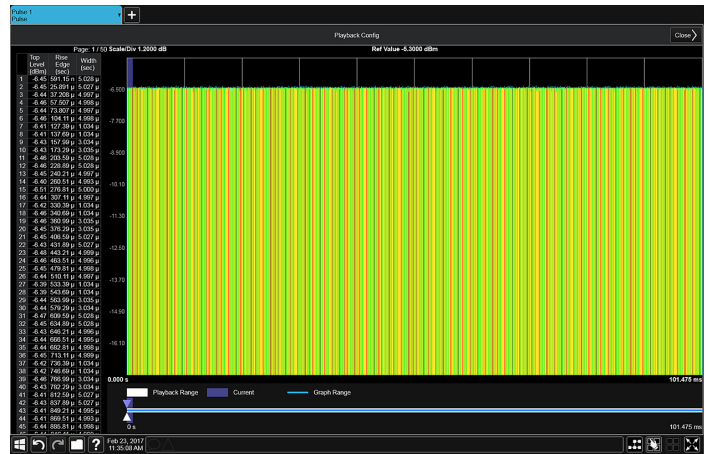 Pulse 1
Pulse
+
Playback Config
Close
Page: 1 / 50
Scale/Div 1.2000 dB
Ref Value -5.3000 dBm
Top Level (dBm) Rise Edge (sec) Width (sec)
1 -6.45 591.15 n 5.028 µ
2 -6.45 25.891 µ 5.027 µ
3 -6.44 37.208 µ 4.997 µ
4 -6.46 57.507 µ 4.998 µ
5 -6.44 73.807 µ 4.997 µ
6 -6.46 104.11 µ 4.998 µ
7 -6.41 127.39 µ 1.034 µ
8 -6.41 137.69 µ 1.034 µ
9 -6.43 157.99 µ 3.034 µ
10 -6.43 173.29 µ 3.035 µ
11 -6.46 203.59 µ 5.028 µ
12 -6.46 228.89 µ 5.028 µ
13 -6.45 240.21 µ 4.997 µ
14 -6.40 260.51 µ 4.993 µ
15 -6.51 276.81 µ 5.000 µ
16 -6.44 307.11 µ 4.997 µ
17 -6.42 330.39 µ 1.034 µ
18 -6.46 340.69 µ 1.034 µ
19 -6.46 360.99 µ 3.034 µ
20 -6.45 376.29 µ 3.035 µ
21 -6.45 406.59 µ 5.027 µ
22 -6.43 431.89 µ 5.027 µ
23 -6.48 443.21 µ 4.999 µ
24 -6.46 463.51 µ 4.996 µ
25 -6.45 479.81 µ 4.998 µ
26 -6.44 510.11 µ 4.997 µ
27 -6.39 533.39 µ 1.034 µ
28 -6.39 543.69 µ 1.034 µ
29 -6.44 563.99 µ 3.035 µ
30 -6.44 579.29 µ 3.034 µ
31 -6.47 609.59 µ 5.028 µ
32 -6.45 634.89 µ 5.028 µ
33 -6.43 646.21 µ 4.996 µ
34 -6.44 666.51 µ 4.995 µ
35 -6.44 682.81 µ 4.998 µ
36 -6.45 713.11 µ 4.999 µ
37 -6.42 736.39 µ 1.034 µ
38 -6.42 746.69 µ 1.034 µ
39 -6.46 766.99 µ 3.034 µ
40 -6.43 782.29 µ 3.034 µ
41 -6.41 812.59 µ 5.027 µ
42 -6.43 837.89 µ 5.027 µ
43 -6.41 849.21 µ 4.995 µ
44 -6.41 869.51 µ 4.993 µ
45 -6.44 885.81 µ 4.998 µ
-6.500
-7.700
-8.900
-10.10
-11.30
-12.50
-13.70
-14.90
-16.10
0.000 s
101.475 ms
Playback Range
Current
Graph Range
0 s
101.475 ms
?
Feb 23, 2017
11:35:08 AM